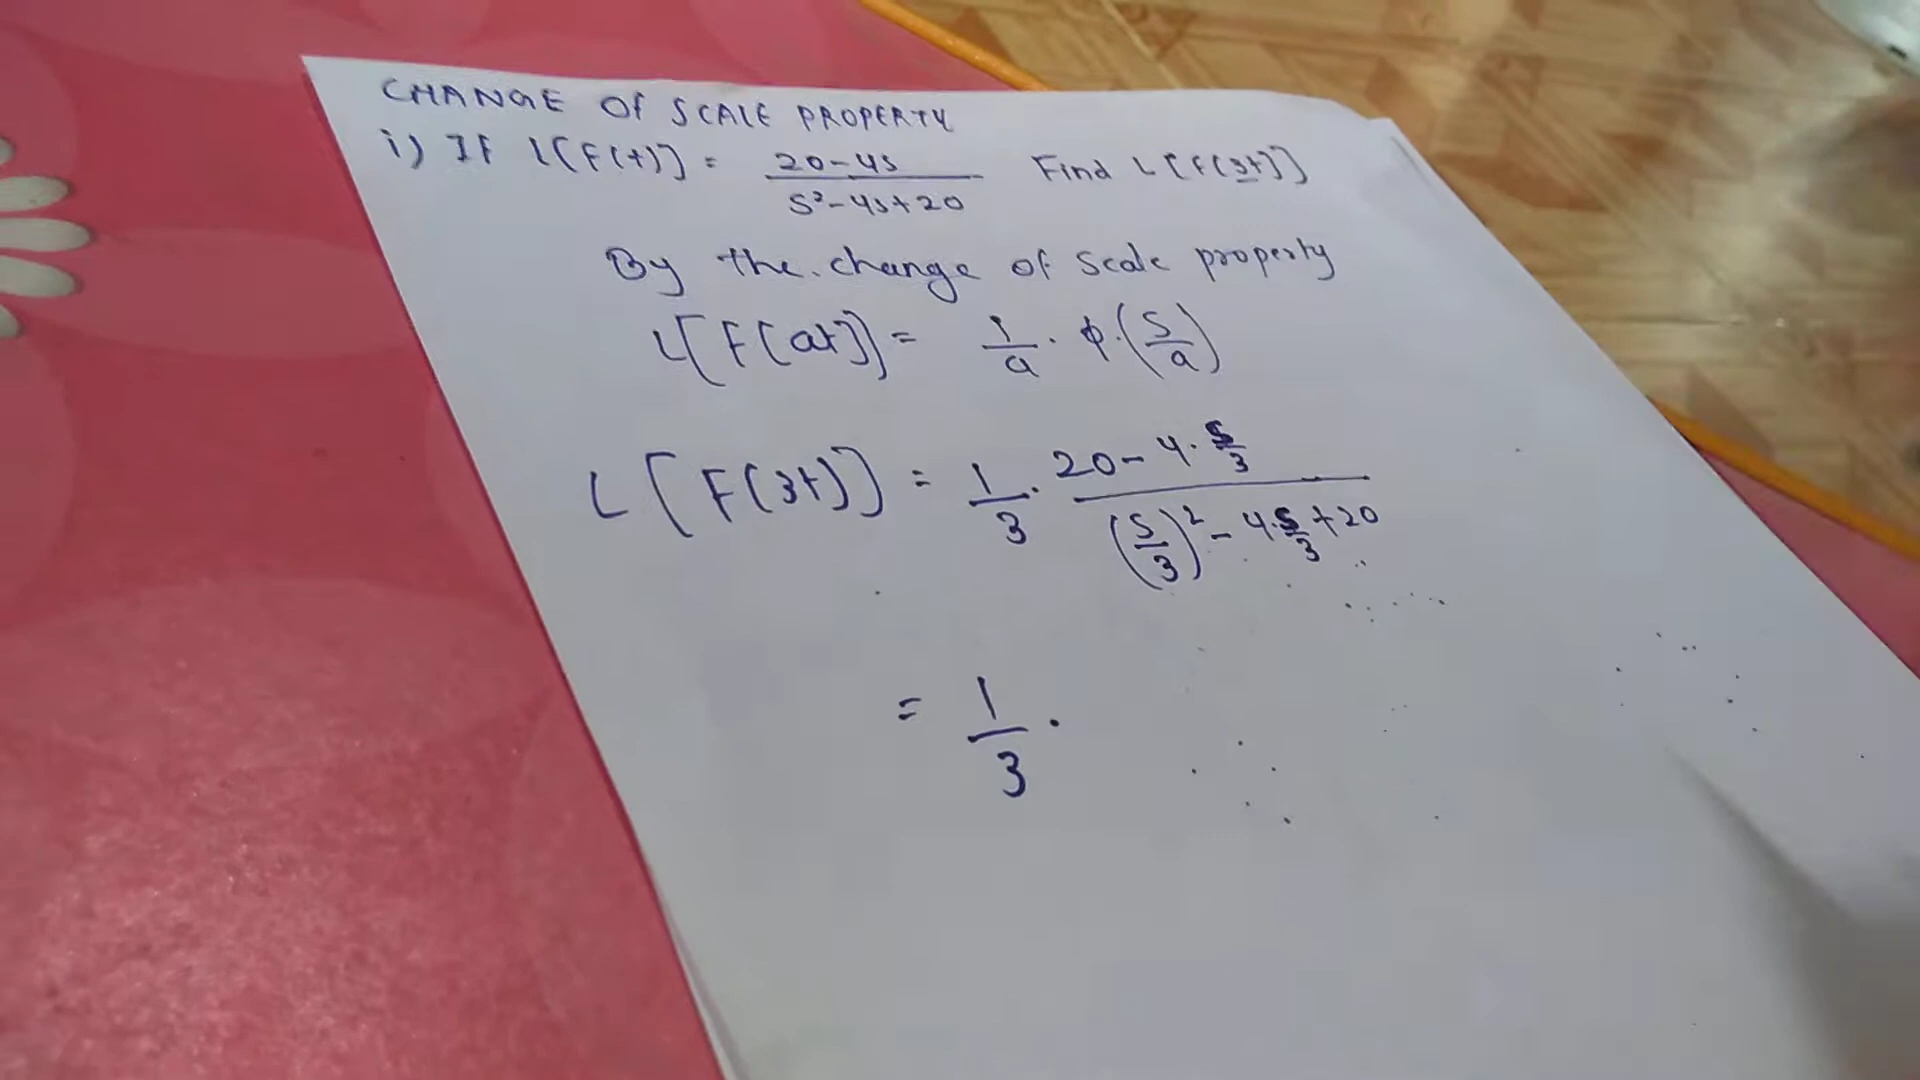 CHANGE OF SCALE PROPERTY
i) If L[F(t)] = 20-4s / s²-4s+20 Find L[F(3t)]
By the change of scale property
L[F(at)] = 1/a . ϕ.(s/a)
L[F(3t)] = 1/3 . 20-4.s/3 / (s/3)² - 4.s/3+20
= 1/3 .